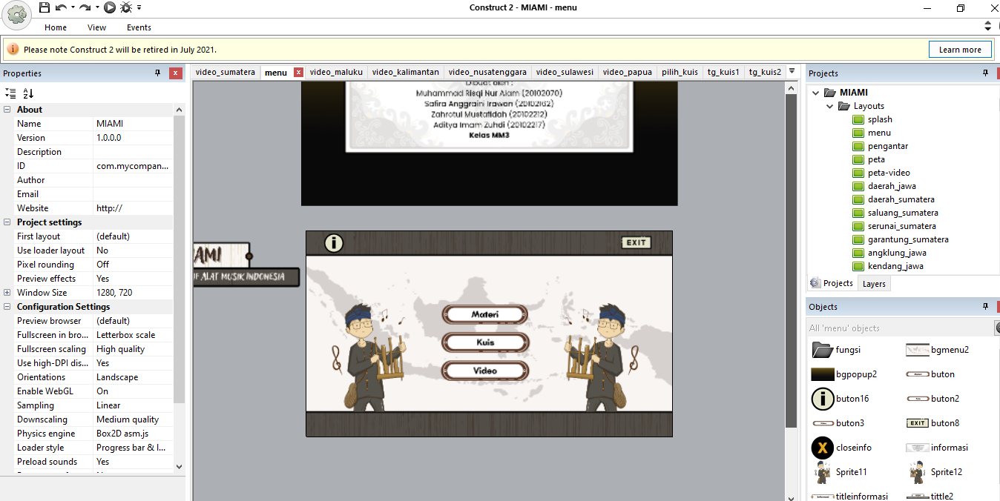 Construct 2 - MIAMI - menu
Home View Events
Please note Construct 2 will be retired in July 2021.
Learn more
Properties
About
Name MIAMI
Version 1.0.0.0
Description
ID com.mycompan...
Author
Email
Website http://
Project settings
First layout (default)
Use loader layout No
Pixel rounding Off
Preview effects Yes
Window Size 1280, 720
Configuration Settings
Preview browser (default)
Fullscreen in bro... Letterbox scale
Fullscreen scaling High quality
Use high-DPI dis... Yes
Orientations Landscape
Enable WebGL On
Sampling Linear
Downscaling Medium quality
Physics engine Box2D asm.js
Loader style Progress bar & l...
Preload sounds Yes
video_sumatera menu video_maluku video_kalimantan video_nusatenggara video_sulawesi video_papua pilih_kuis tg_kuis1 tg_kuis2
Dibuat oleh :
Muhammad Risqi Nur Akam (20102070)
Safira Anggraini Irawan (20102162)
Zahrotul Mustafidah (20102212)
Aditya Imam Zuhdi (20102217)
Kelas MM3
ALAT MUSIK INDONESIA
i
EXIT
Materi
Kuis
Video
Projects
MIAMI
Layouts
splash
menu
pengantar
peta
peta-video
daerah_jawa
daerah_sumatera
saluang_sumatera
serunai_sumatera
garantung_sumatera
angklung_jawa
kendang_jawa
Projects Layers
Objects
All 'menu' objects
fungsi bgmenu2
bgpopup2 buton
i buton16 buton2
buton3 EXIT buton8
X closeinfo informasi
Sprite11 Sprite12
titleinformasi tittle2